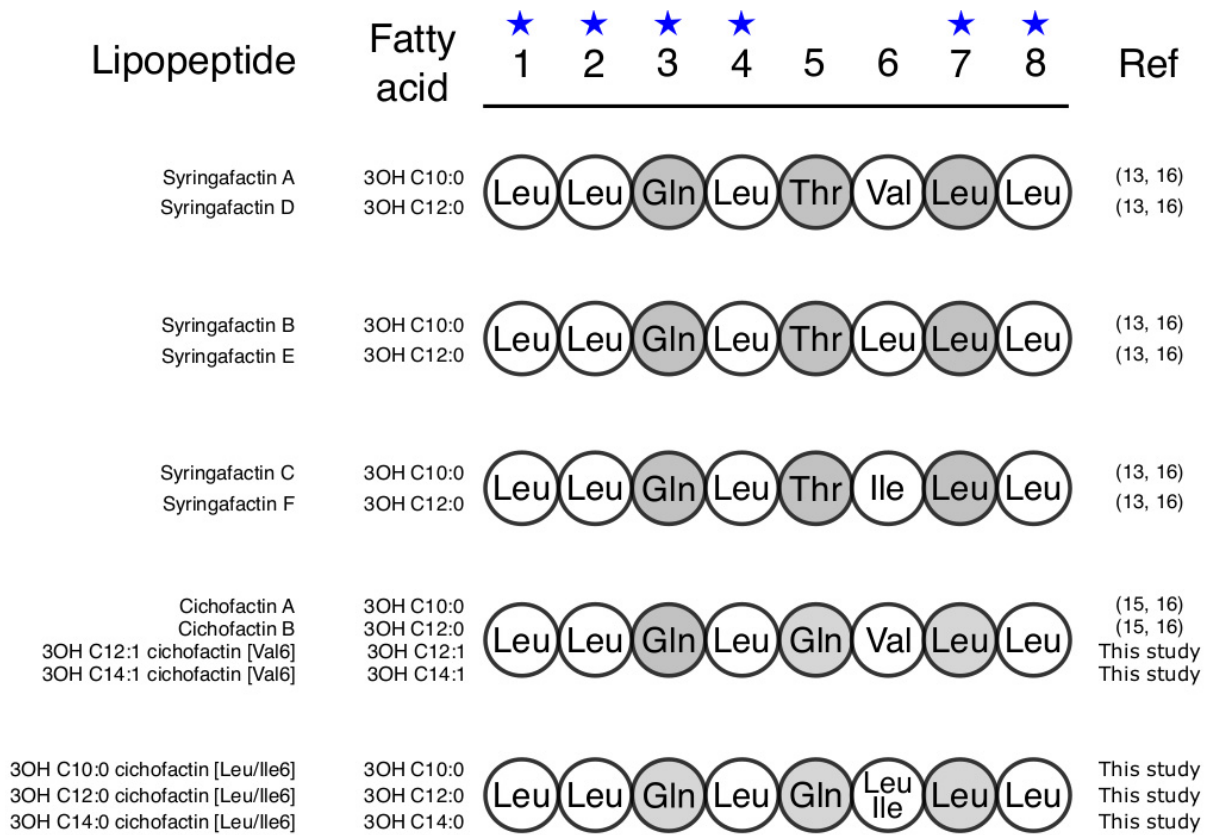 Lipopeptide Fatty acid 1 2 3 4 5 6 7 8 Ref
Syringafactin A 3OH C10:0 (13, 16)
Leu Leu Gln Leu Thr Val Leu Leu
Syringafactin D 3OH C12:0 (13, 16)
Syringafactin B 3OH C10:0 (13, 16)
Leu Leu Gln Leu Thr Leu Leu Leu
Syringafactin E 3OH C12:0 (13, 16)
Syringafactin C 3OH C10:0 (13, 16)
Leu Leu Gln Leu Thr Ile Leu Leu
Syringafactin F 3OH C12:0 (13, 16)
Cichofactin A 3OH C10:0 (15, 16)
Cichofactin B 3OH C12:0 (15, 16)
Leu Leu Gln Leu Gln Val Leu Leu
3OH C12:1 cichofactin [Val6] 3OH C12:1 This study
3OH C14:1 cichofactin [Val6] 3OH C14:1 This study
3OH C10:0 cichofactin [Leu/Ile6] 3OH C10:0 This study
3OH C12:0 cichofactin [Leu/Ile6] 3OH C12:0 This study
Leu Leu Gln Leu Gln Leu Ile Leu Leu
3OH C14:0 cichofactin [Leu/Ile6] 3OH C14:0 This study